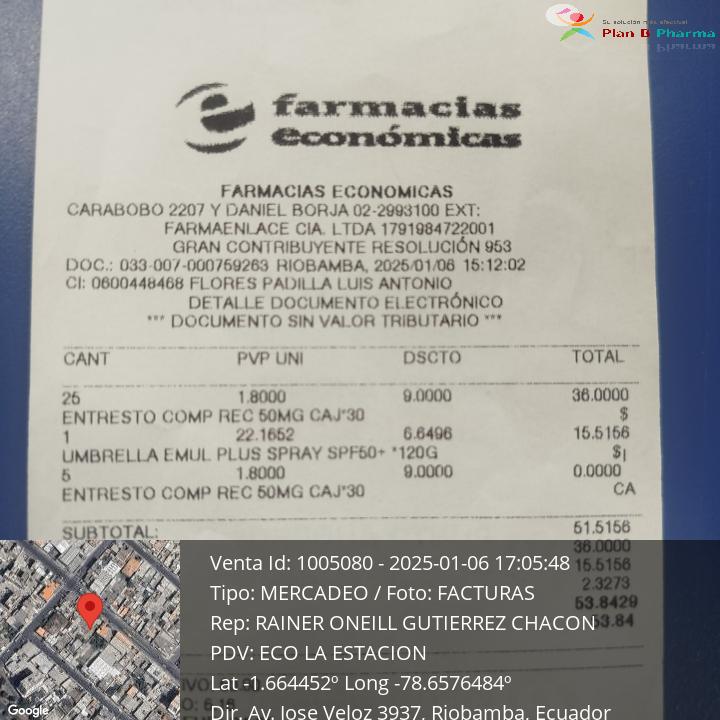 Su solución más efectiva!
Plan B Pharma
farmacias
económicas
FARMACIAS ECONOMICAS
CARABOBO 2207 Y DANIEL BORJA 02-2993100 EXT:
FARMAENLACE CIA. LTDA 1791984722001
GRAN CONTRIBUYENTE RESOLUCIÓN 953
DOC.: 033-007-000759263 RIOBAMBA, 2025/01/06 15:12:02
CI: 0600448468 FLORES PADILLA LUIS ANTONIO
DETALLE DOCUMENTO ELECTRÓNICO
*** DOCUMENTO SIN VALOR TRIBUTARIO ***
CANT PVP UNI DSCTO TOTAL
25 1.8000 9.0000 36.0000
ENTRESTO COMP REC 50MG CAJ*30 $
1 22.1652 6.6496 15.5156
UMBRELLA EMUL PLUS SPRAY SPF50+ *120G $|
5 1.8000 9.0000 0.0000
ENTRESTO COMP REC 50MG CAJ*30 CA
SUBTOTAL: 51.5156
36.0000
15.5156
2.3273
53.8429
53.84
Venta Id: 1005080 - 2025-01-06 17:05:48
Tipo: MERCADEO / Foto: FACTURAS
Rep: RAINER ONEILL GUTIERREZ CHACON
PDV: ECO LA ESTACION
Lat -1.664452º Long -78.6576484º
Dir. Av. Jose Veloz 3937, Riobamba, Ecuador
Google